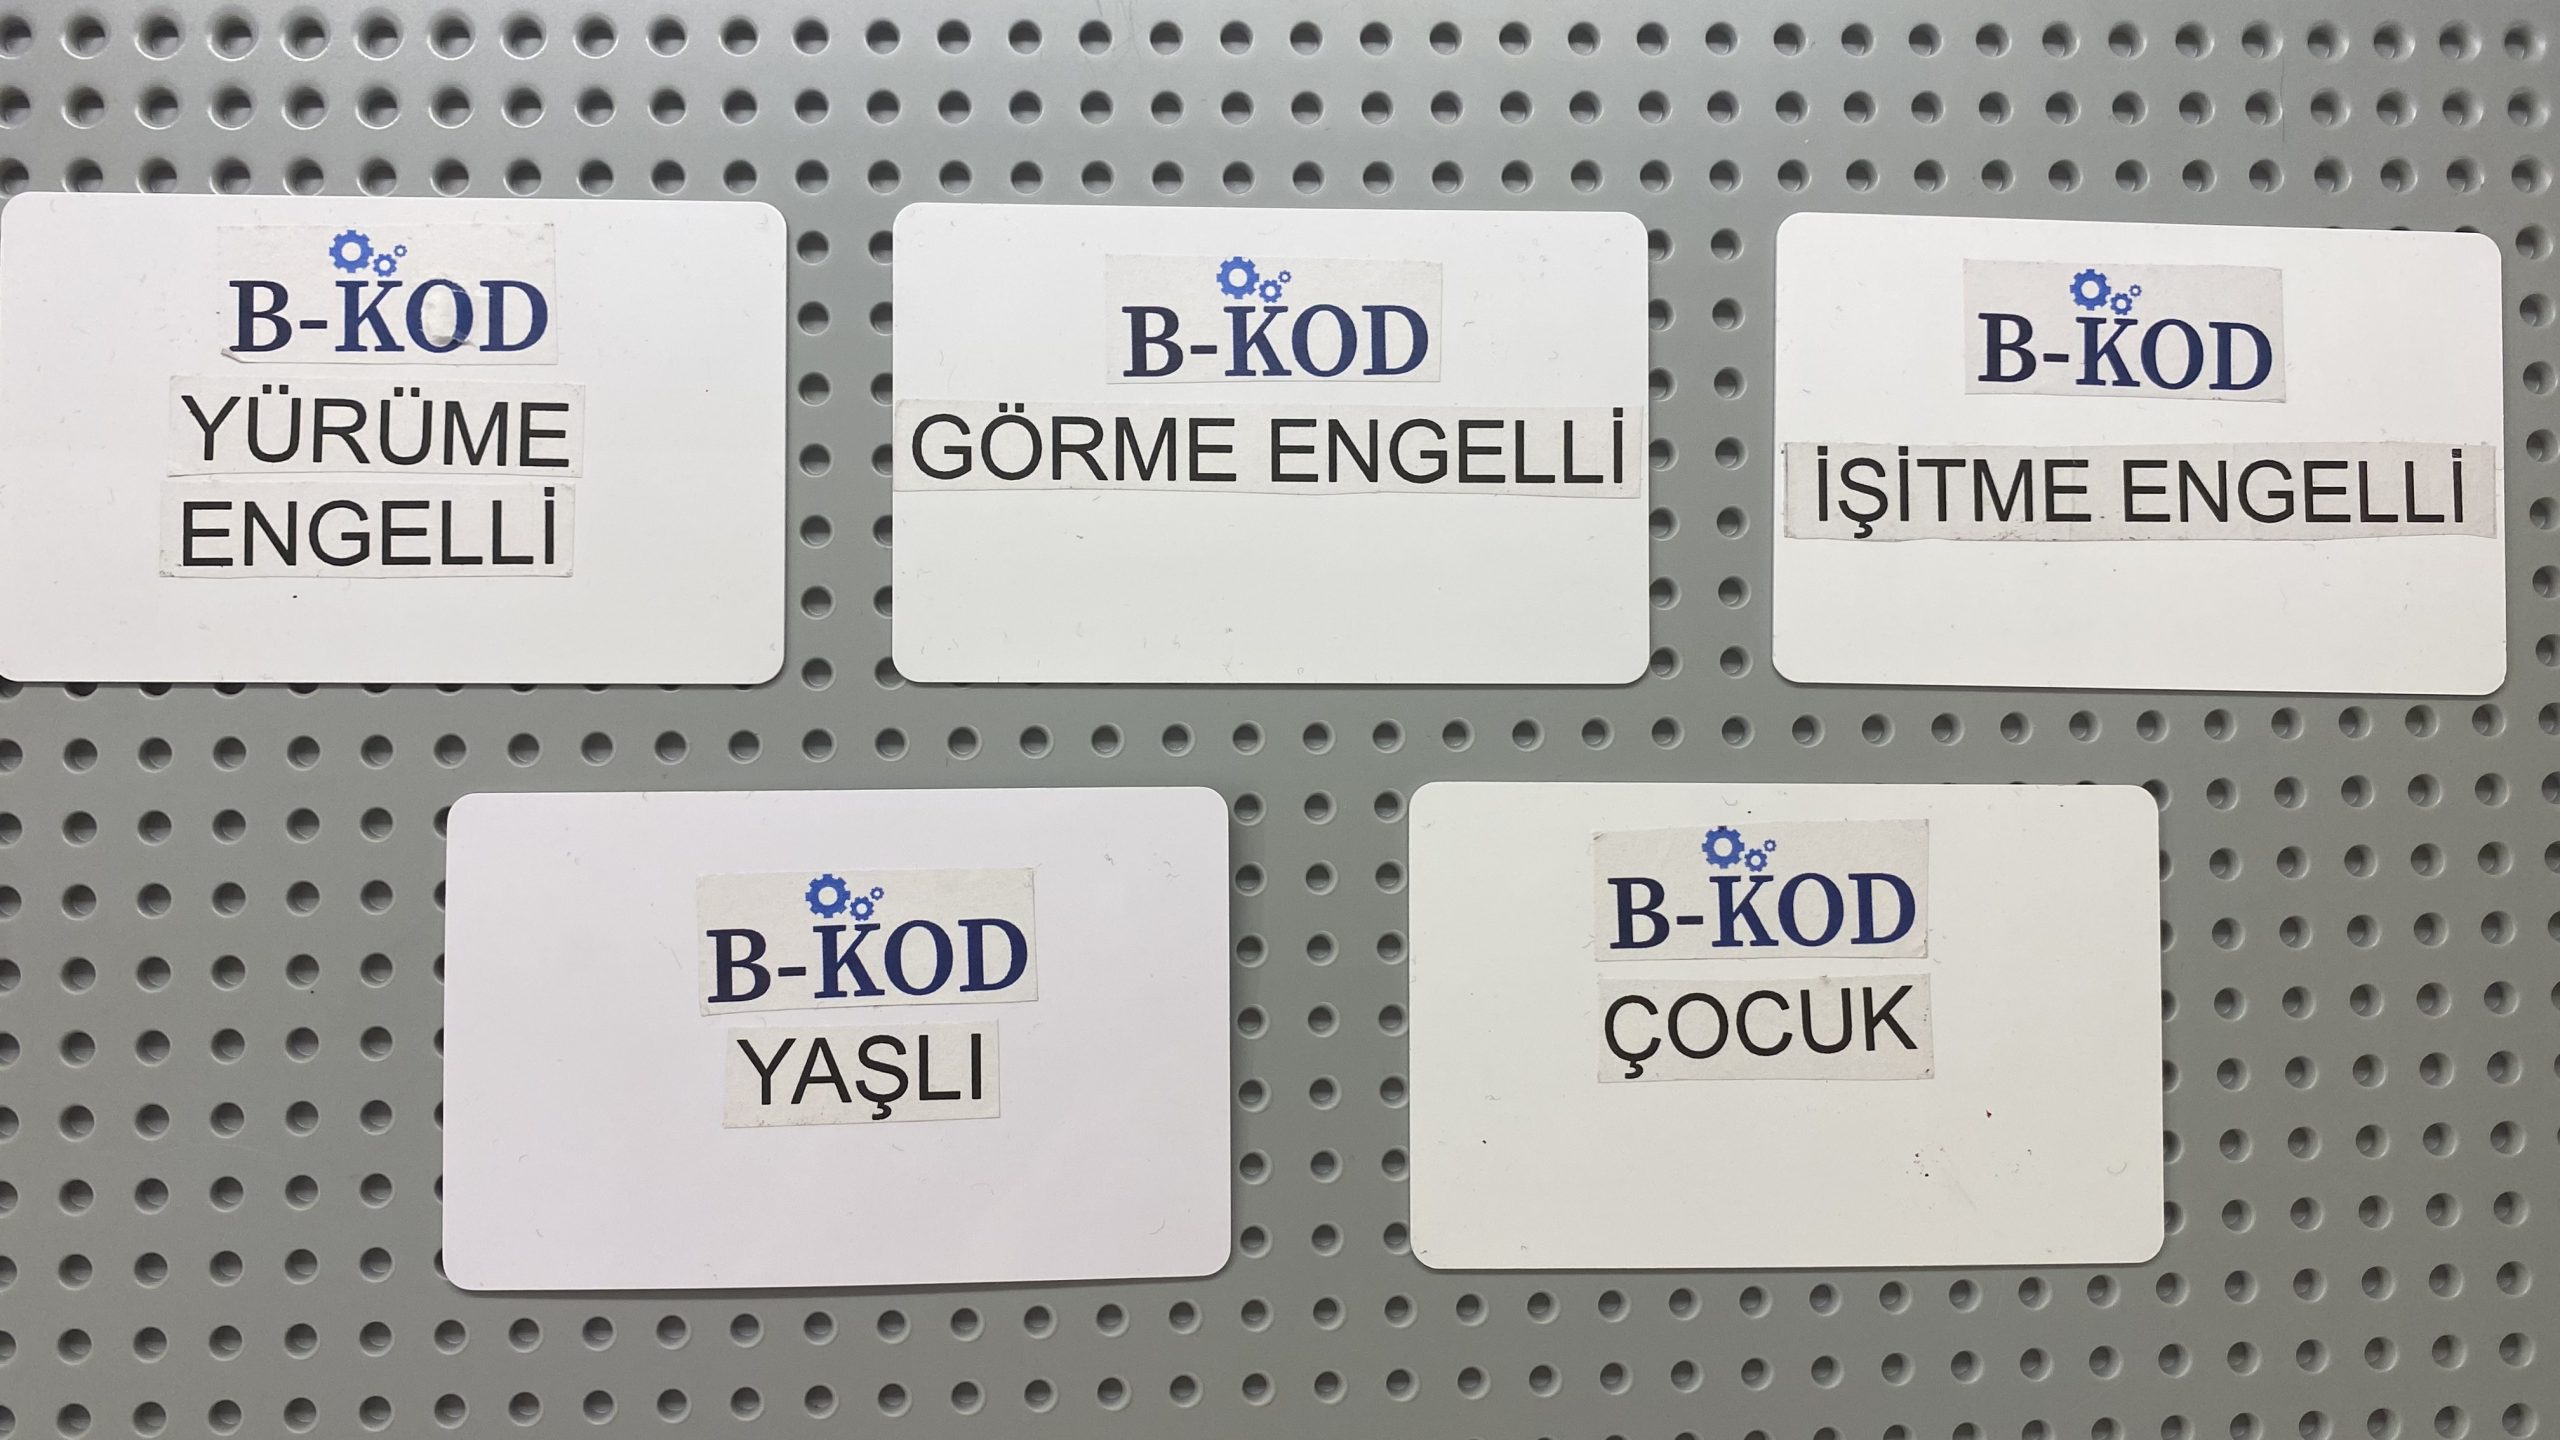 B-KOD
YÜRÜME
ENGELLİ
B-KOD
GÖRME ENGELLİ
B-KOD
İŞİTME ENGELLİ
B-KOD
YAŞLI
B-KOD
ÇOCUK